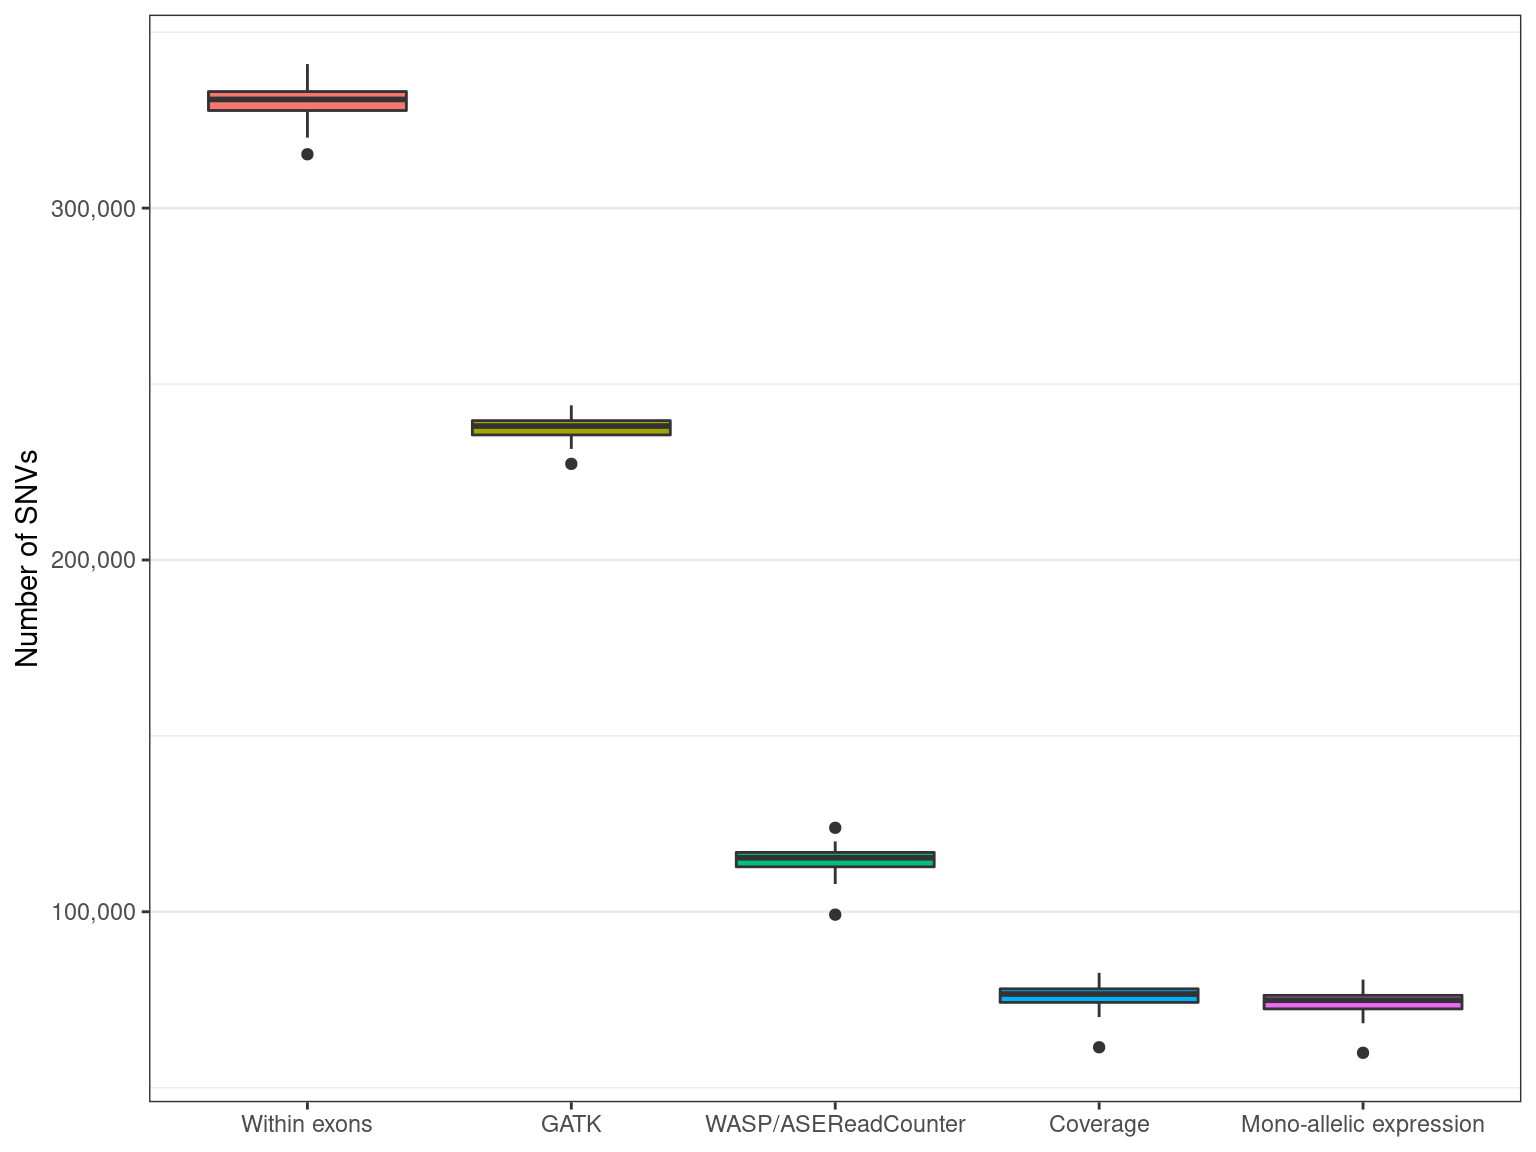 Number of SNVs
300,000
200,000
100,000
Within exons
GATK
WASP/ASEReadCounter
Coverage
Mono-allelic expression